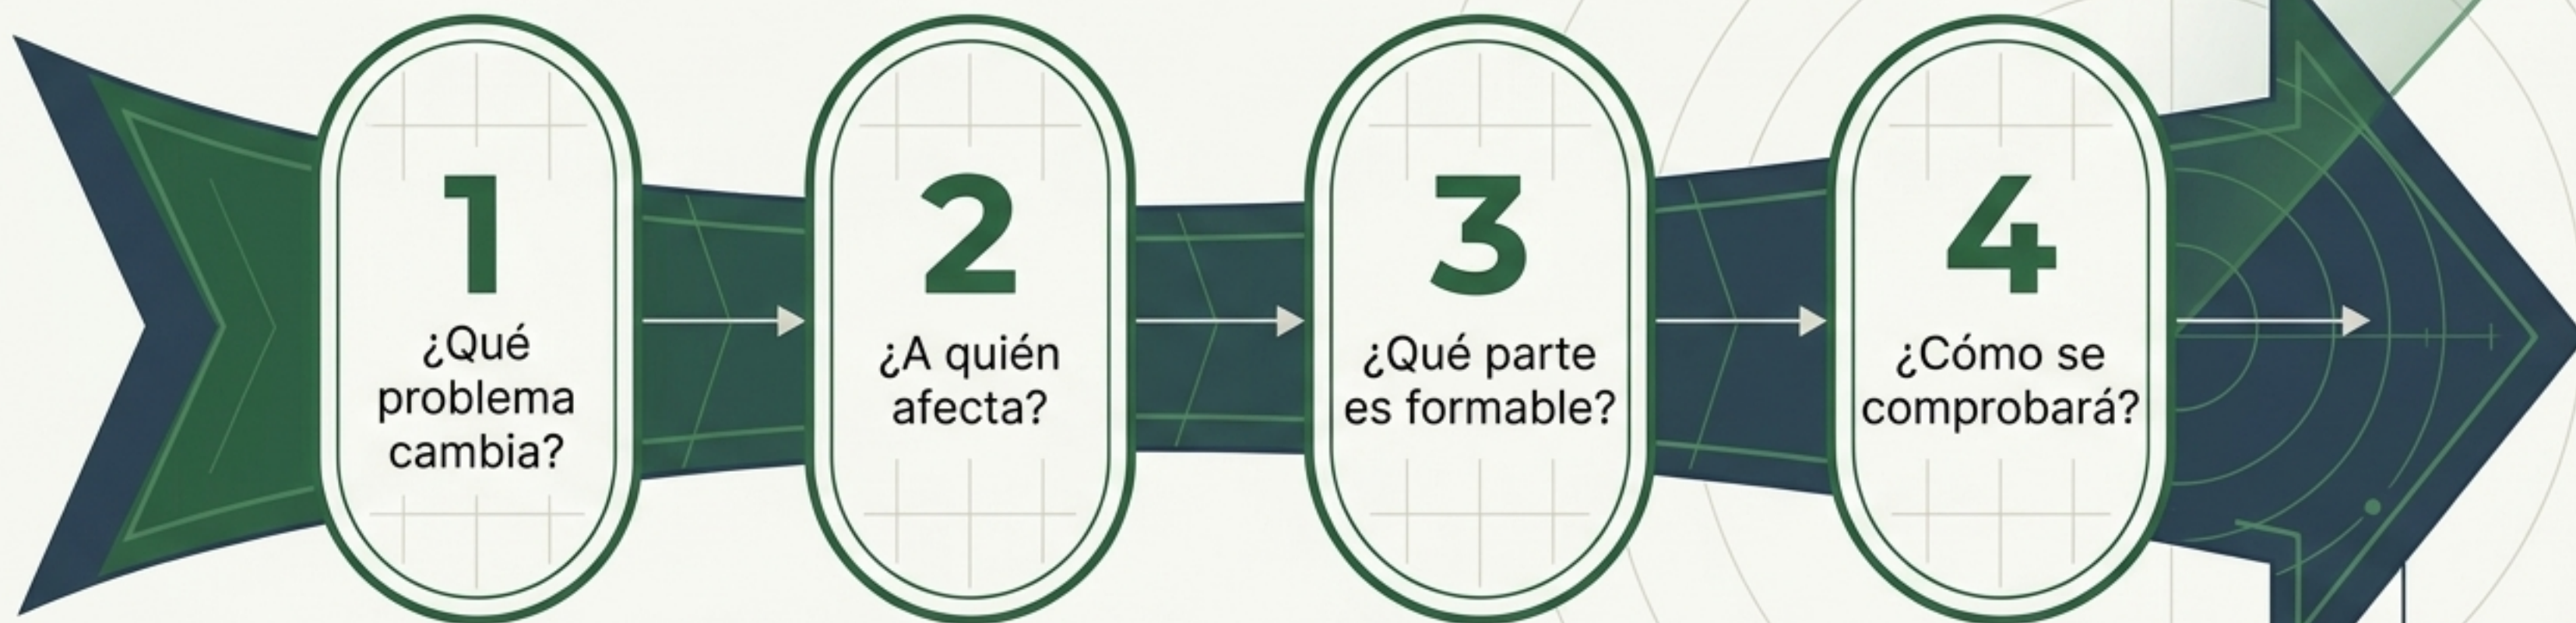 1
¿Qué
problema
cambia?
2
¿A quién
afecta?
3
¿Qué parte
es formable?
4
¿Cómo se
comprobará?